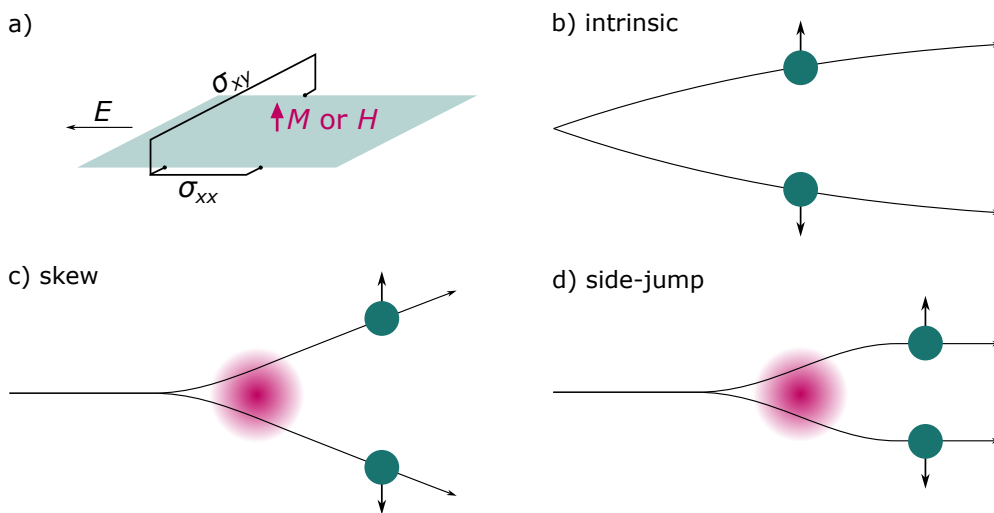 a)
σxy
E
M or H
σxx
b) intrinsic
c) skew
d) side-jump